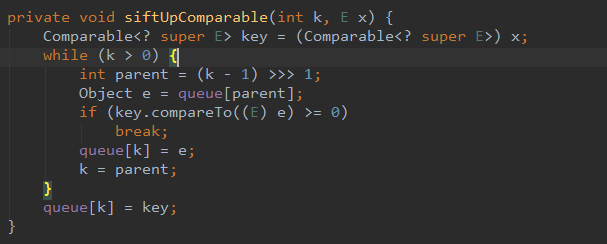 private void siftUpComparable(int k, E x) {
    Comparable<? super E> key = (Comparable<? super E>) x;
    while (k > 0) {
        int parent = (k - 1) >>> 1;
        Object e = queue[parent];
        if (key.compareTo((E) e) >= 0)
            break;
        queue[k] = e;
        k = parent;
    }
    queue[k] = key;
}